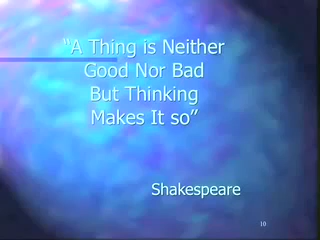 “A Thing is Neither
Good Nor Bad
But Thinking
Makes It so”
Shakespeare
10